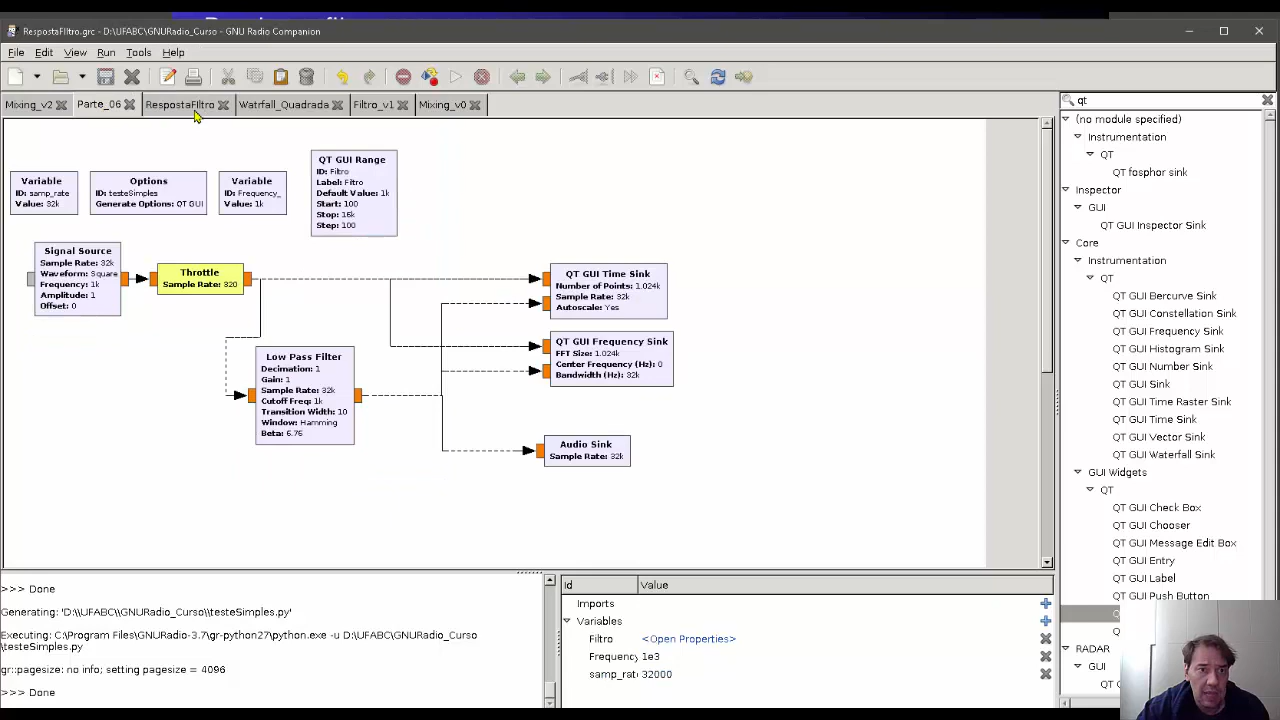 RespostaFIltro.grc - D:\UFABC\GNURadio_Curso - GNU Radio Companion
File Edit View Run Tools Help
Mixing_v2 Parte_06 RespostaFIltro Watrfall_Quadrada Filtro_v1 Mixing_v0
qt
Variable
ID: samp_rate
Value: 32k
Options
ID: testeSimples
Generate Options: QT GUI
Variable
ID: Frequency_
Value: 1k
QT GUI Range
ID: Filtro
Label: Fitro
Default Value: 1k
Start: 100
Stop: 16k
Step: 100
Signal Source
Sample Rate: 32k
Waveform: Square
Frequency: 1k
Amplitude: 1
Offset: 0
Throttle
Sample Rate: 320
Low Pass Filter
Decimation: 1
Gain: 1
Sample Rate: 32k
Cutoff Freq: 1k
Transition Width: 10
Window: Hamming
Beta: 6.76
QT GUI Time Sink
Number of Points: 1.024k
Sample Rate: 32k
Autoscale: Yes
QT GUI Frequency Sink
FFT Size: 1.024k
Center Frequency (Hz): 0
Bandwidth (Hz): 32k
Audio Sink
Sample Rate: 32k
(no module specified)
Instrumentation
QT
QT fosphor sink
Inspector
GUI
QT GUI Inspector Sink
Core
Instrumentation
QT
QT GUI Bercurve Sink
QT GUI Constellation Sink
QT GUI Frequency Sink
QT GUI Histogram Sink
QT GUI Number Sink
QT GUI Sink
QT GUI Time Raster Sink
QT GUI Time Sink
QT GUI Vector Sink
QT GUI Waterfall Sink
GUI Widgets
QT
QT GUI Check Box
QT GUI Chooser
QT GUI Message Edit Box
QT GUI Entry
QT GUI Label
QT GUI Push Button
RADAR
GUI
>>> Done
Generating: 'D:\\UFABC\\GNURadio_Curso\\testeSimples.py'
Executing: C:\Program Files\GNURadio-3.7\gr-python27\python.exe -u D:\UFABC\GNURadio_Curso
\testeSimples.py
gr::pagesize: no info; setting pagesize = 4096
>>> Done
Id Value
Imports
Variables
Filtro <Open Properties>
Frequency 1e3
samp_rat 32000